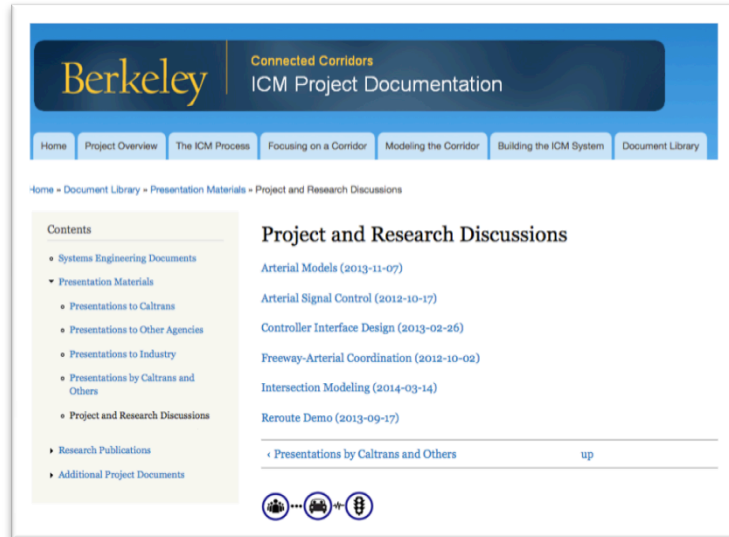 Berkeley
Connected Corridors
ICM Project Documentation
Home
Project Overview
The ICM Process
Focusing on a Corridor
Modeling the Corridor
Building the ICM System
Document Library
Home » Document Library » Presentation Materials » Project and Research Discussions
Contents
Systems Engineering Documents
Presentation Materials
Presentations to Caltrans
Presentations to Other Agencies
Presentations to Industry
Presentations by Caltrans and
Others
Project and Research Discussions
Research Publications
Additional Project Documents
Project and Research Discussions
Arterial Models (2013-11-07)
Arterial Signal Control (2012-10-17)
Controller Interface Design (2013-02-26)
Freeway-Arterial Coordination (2012-10-02)
Intersection Modeling (2014-03-14)
Reroute Demo (2013-09-17)
‹ Presentations by Caltrans and Others
up